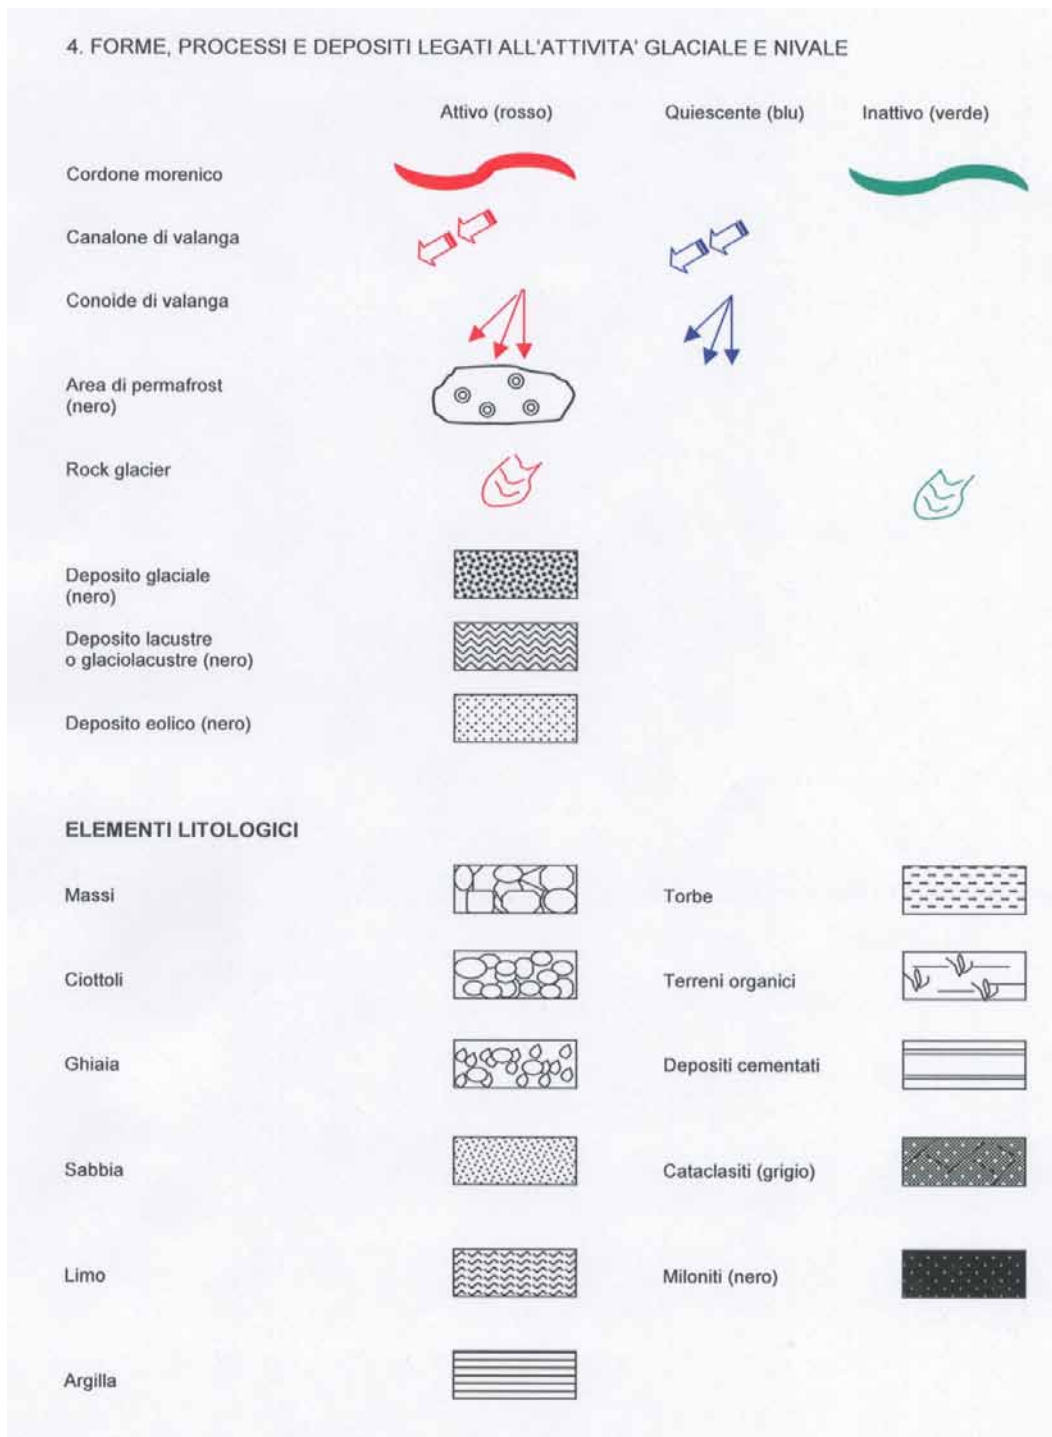 4. FORME, PROCESSI E DEPOSITI LEGATI ALL'ATTIVITA' GLACIALE E NIVALE
Attivo (rosso)
Quiescente (blu)
Inattivo (verde)
Cordone morenico
Canalone di valanga
Conoide di valanga
Area di permafrost
(nero)
Rock glacier
Deposito glaciale
(nero)
Deposito lacustre
o glaciolacustre (nero)
Deposito eolico (nero)
ELEMENTI LITOLOGICI
Massi
Torbe
Ciottoli
Terreni organici
Ghiaia
Depositi cementati
Sabbia
Cataclasiti (grigio)
Limo
Miloniti (nero)
Argilla